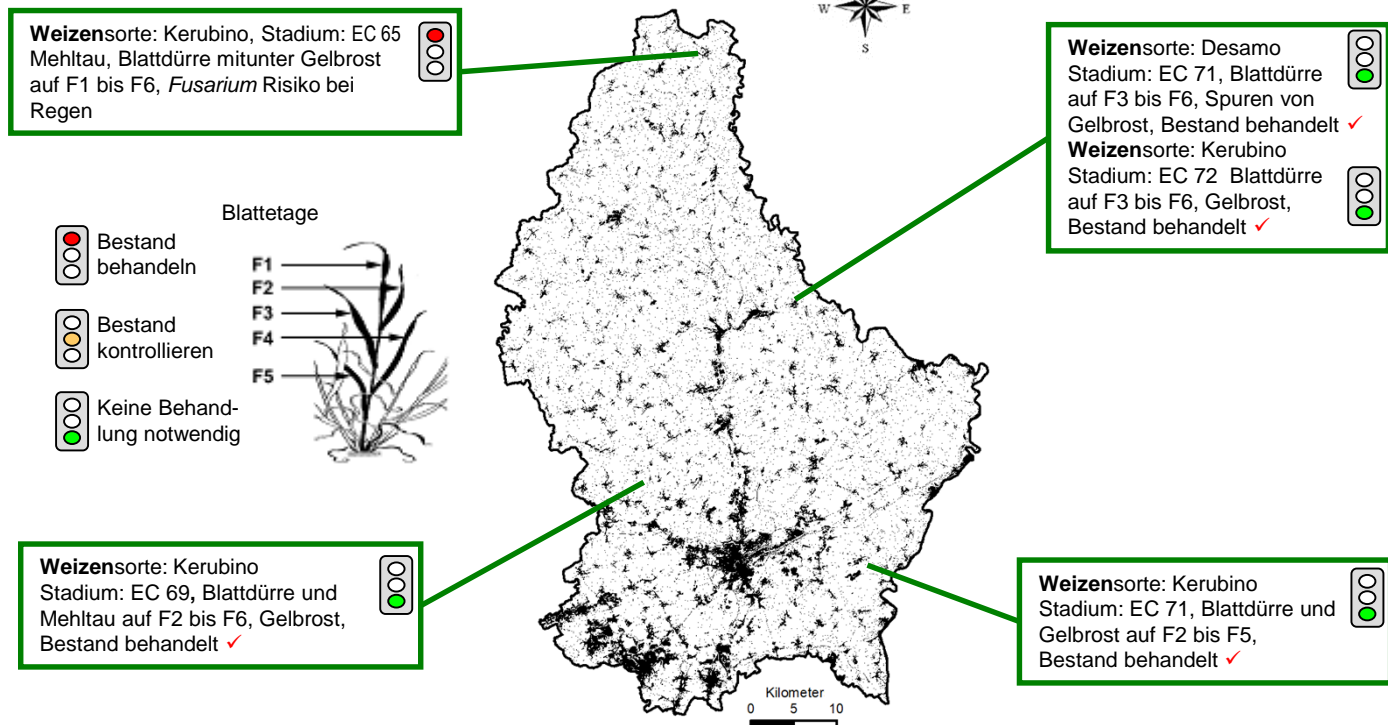 W E
S
Weizensorte: Kerubino, Stadium: EC 65
Mehltau, Blattdürre mitunter Gelbrost
auf F1 bis F6, Fusarium Risiko bei
Regen
Weizensorte: Desamo
Stadium: EC 71, Blattdürre
auf F3 bis F6, Spuren von
Gelbrost, Bestand behandelt ✓
Weizensorte: Kerubino
Stadium: EC 72 Blattdürre
auf F3 bis F6, Gelbrost,
Bestand behandelt ✓
Blattetage
Bestand
behandeln
Bestand
kontrollieren
Keine Behand-
lung notwendig
F1
F2
F3
F4
F5
Weizensorte: Kerubino
Stadium: EC 69, Blattdürre und
Mehltau auf F2 bis F6, Gelbrost,
Bestand behandelt ✓
Weizensorte: Kerubino
Stadium: EC 71, Blattdürre und
Gelbrost auf F2 bis F5,
Bestand behandelt ✓
Kilometer
0 5 10